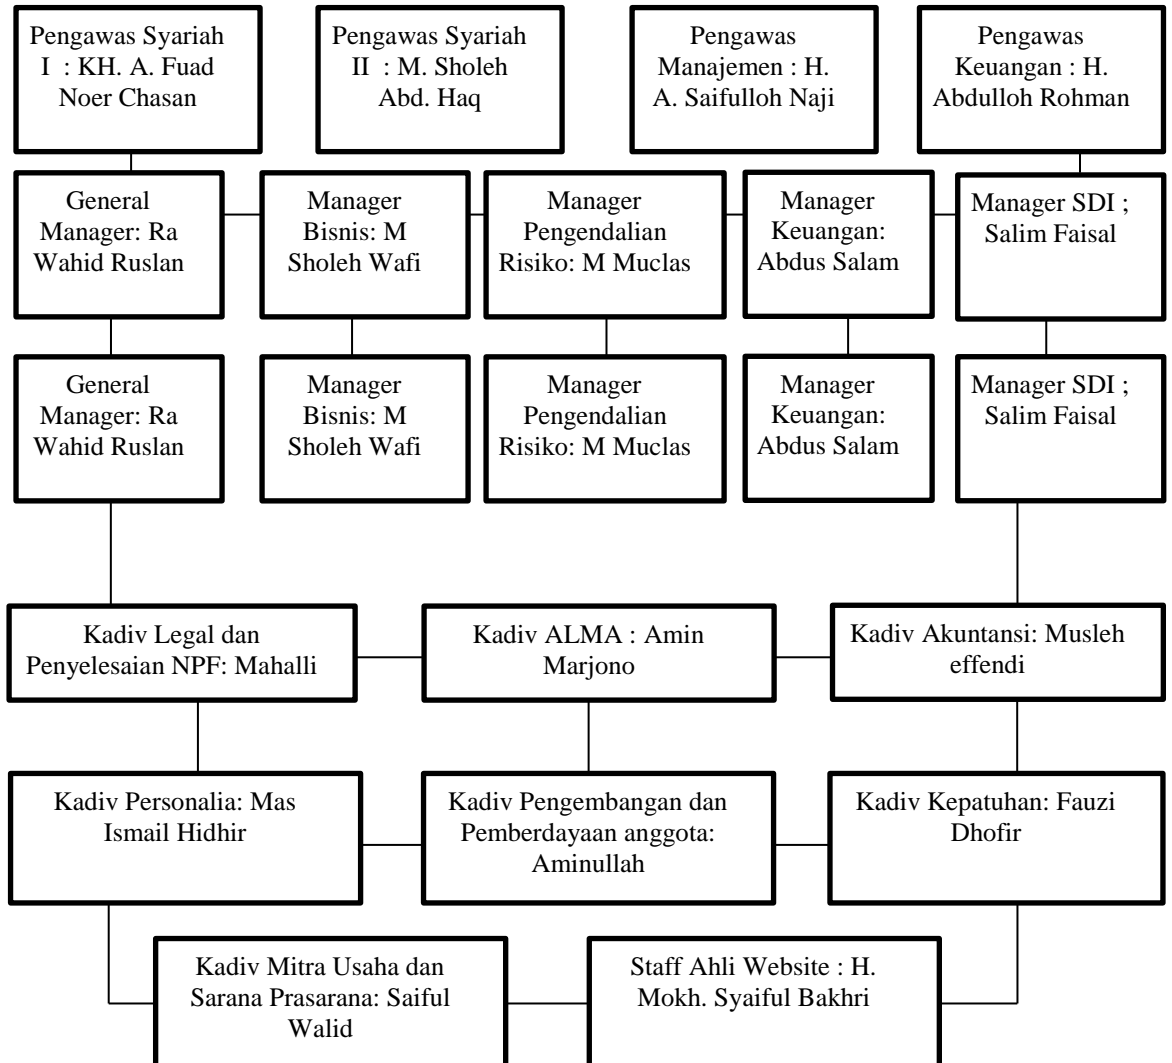 Pengawas Syariah
I : KH. A. Fuad
Noer Chasan
Pengawas Syariah
II : M. Sholeh
Abd. Haq
Pengawas
Manajemen : H.
A. Saifulloh Naji
Pengawas
Keuangan : H.
Abdulloh Rohman
General
Manager: Ra
Wahid Ruslan
Manager
Bisnis: M
Sholeh Wafi
Manager
Pengendalian
Risiko: M Muclas
Manager
Keuangan:
Abdus Salam
Manager SDI ;
Salim Faisal
General
Manager: Ra
Wahid Ruslan
Manager
Bisnis: M
Sholeh Wafi
Manager
Pengendalian
Risiko: M Muclas
Manager
Keuangan:
Abdus Salam
Manager SDI ;
Salim Faisal
Kadiv Legal dan
Penyelesaian NPF: Mahalli
Kadiv ALMA : Amin
Marjono
Kadiv Akuntansi: Musleh
effendi
Kadiv Personalia: Mas
Ismail Hidhir
Kadiv Pengembangan dan
Pemberdayaan anggota:
Aminullah
Kadiv Kepatuhan: Fauzi
Dhofir
Kadiv Mitra Usaha dan
Sarana Prasarana: Saiful
Walid
Staff Ahli Website : H.
Mokh. Syaiful Bakhri